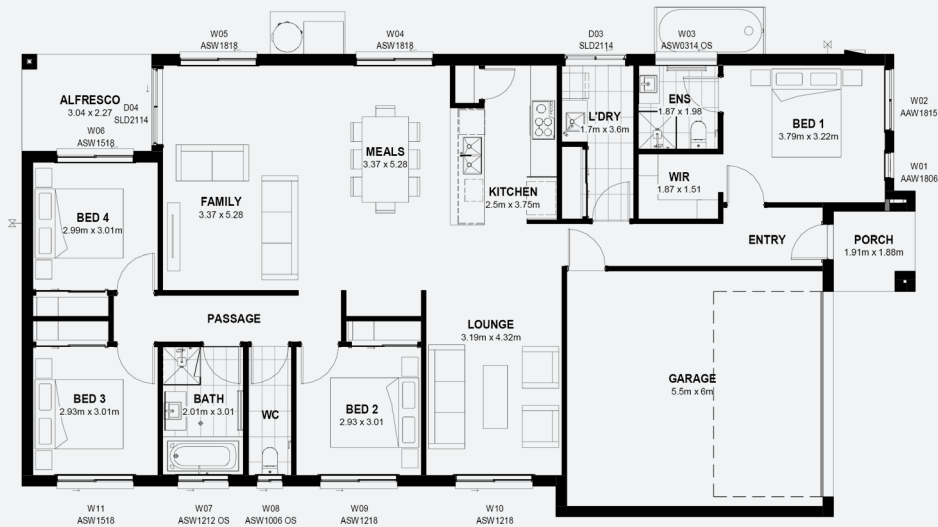 W05
ASW1818
W04
ASW1818
D03
SLD2114
W03
ASW0314 OS
ALFRESCO
3.04 x 2.27
D04
SLD2114
W06
ASW1518
W02
AAW1815
W01
AAW1806
ENS
1.87 x 1.98
BED 1
3.79m x 3.22m
L'DRY
1.7m x 3.6m
MEALS
3.37 x 5.28
WIR
1.87 x 1.51
KITCHEN
2.5m x 3.75m
FAMILY
3.37 x 5.28
BED 4
2.99m x 3.01m
ENTRY
PORCH
1.91m x 1.88m
PASSAGE
LOUNGE
3.19m x 4.32m
GARAGE
5.5m x 6m
BED 3
2.93m x 3.01m
BATH
2.01m x 3.01
WC
BED 2
2.93 x 3.01
W11
ASW1518
W07
ASW1212 OS
W08
ASW1006 OS
W09
ASW1218
W10
ASW1218